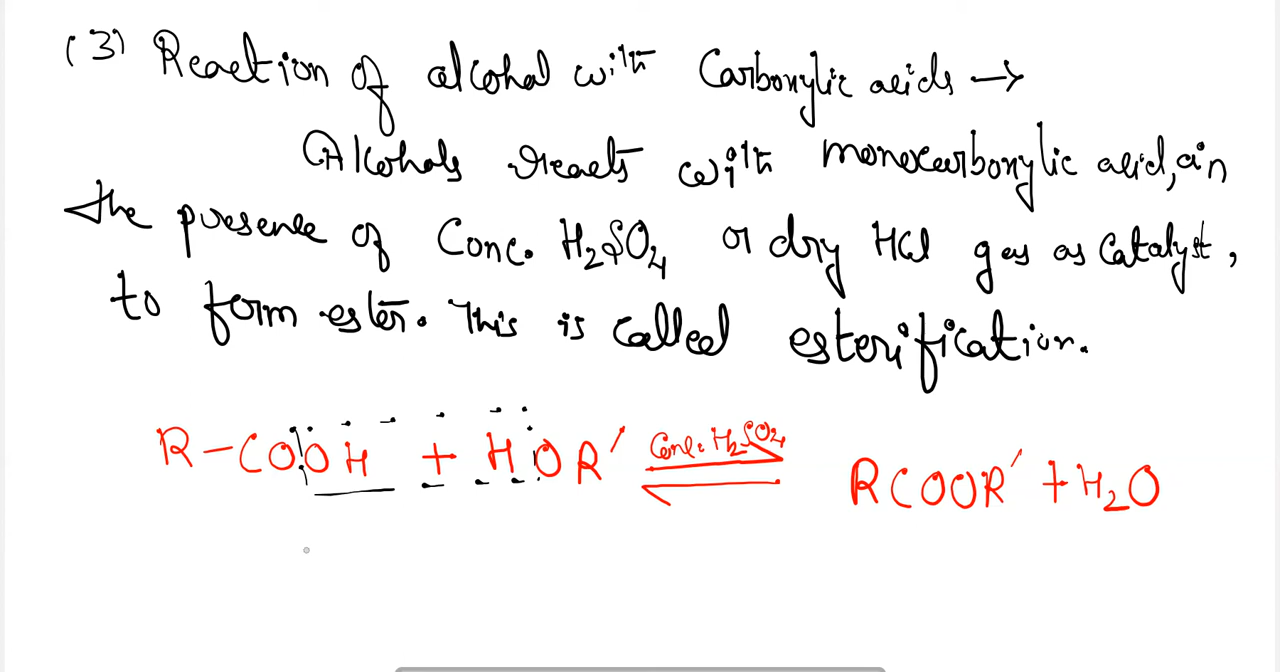 (3) Reaction of alcohol with Carboxylic acids →
Alcohols reacts with monocarboxylic acid, in
the presence of Conc. H₂SO₄ or dry HCl gas as Catalyst,
to form ester. This is called esterification.
R-COOH + HOR′ Conc. H₂SO₄ ⇌ RCOOR′ + H₂O